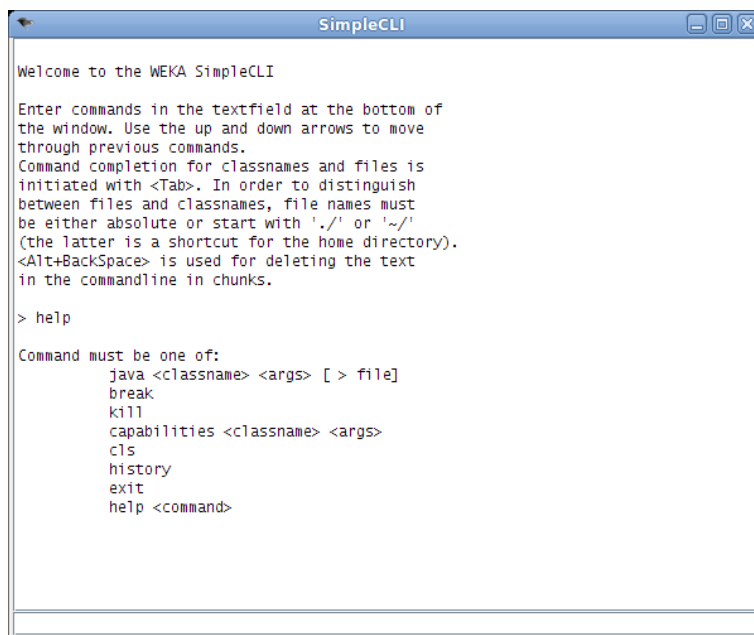 SimpleCLI
Welcome to the WEKA SimpleCLI
Enter commands in the textfield at the bottom of
the window. Use the up and down arrows to move
through previous commands.
Command completion for classnames and files is
initiated with <Tab>. In order to distinguish
between files and classnames, file names must
be either absolute or start with './' or '~/'
(the latter is a shortcut for the home directory).
<Alt+BackSpace> is used for deleting the text
in the commandline in chunks.
> help
Command must be one of:
java <classname> <args> [ > file]
break
kill
capabilities <classname> <args>
cls
history
exit
help <command>